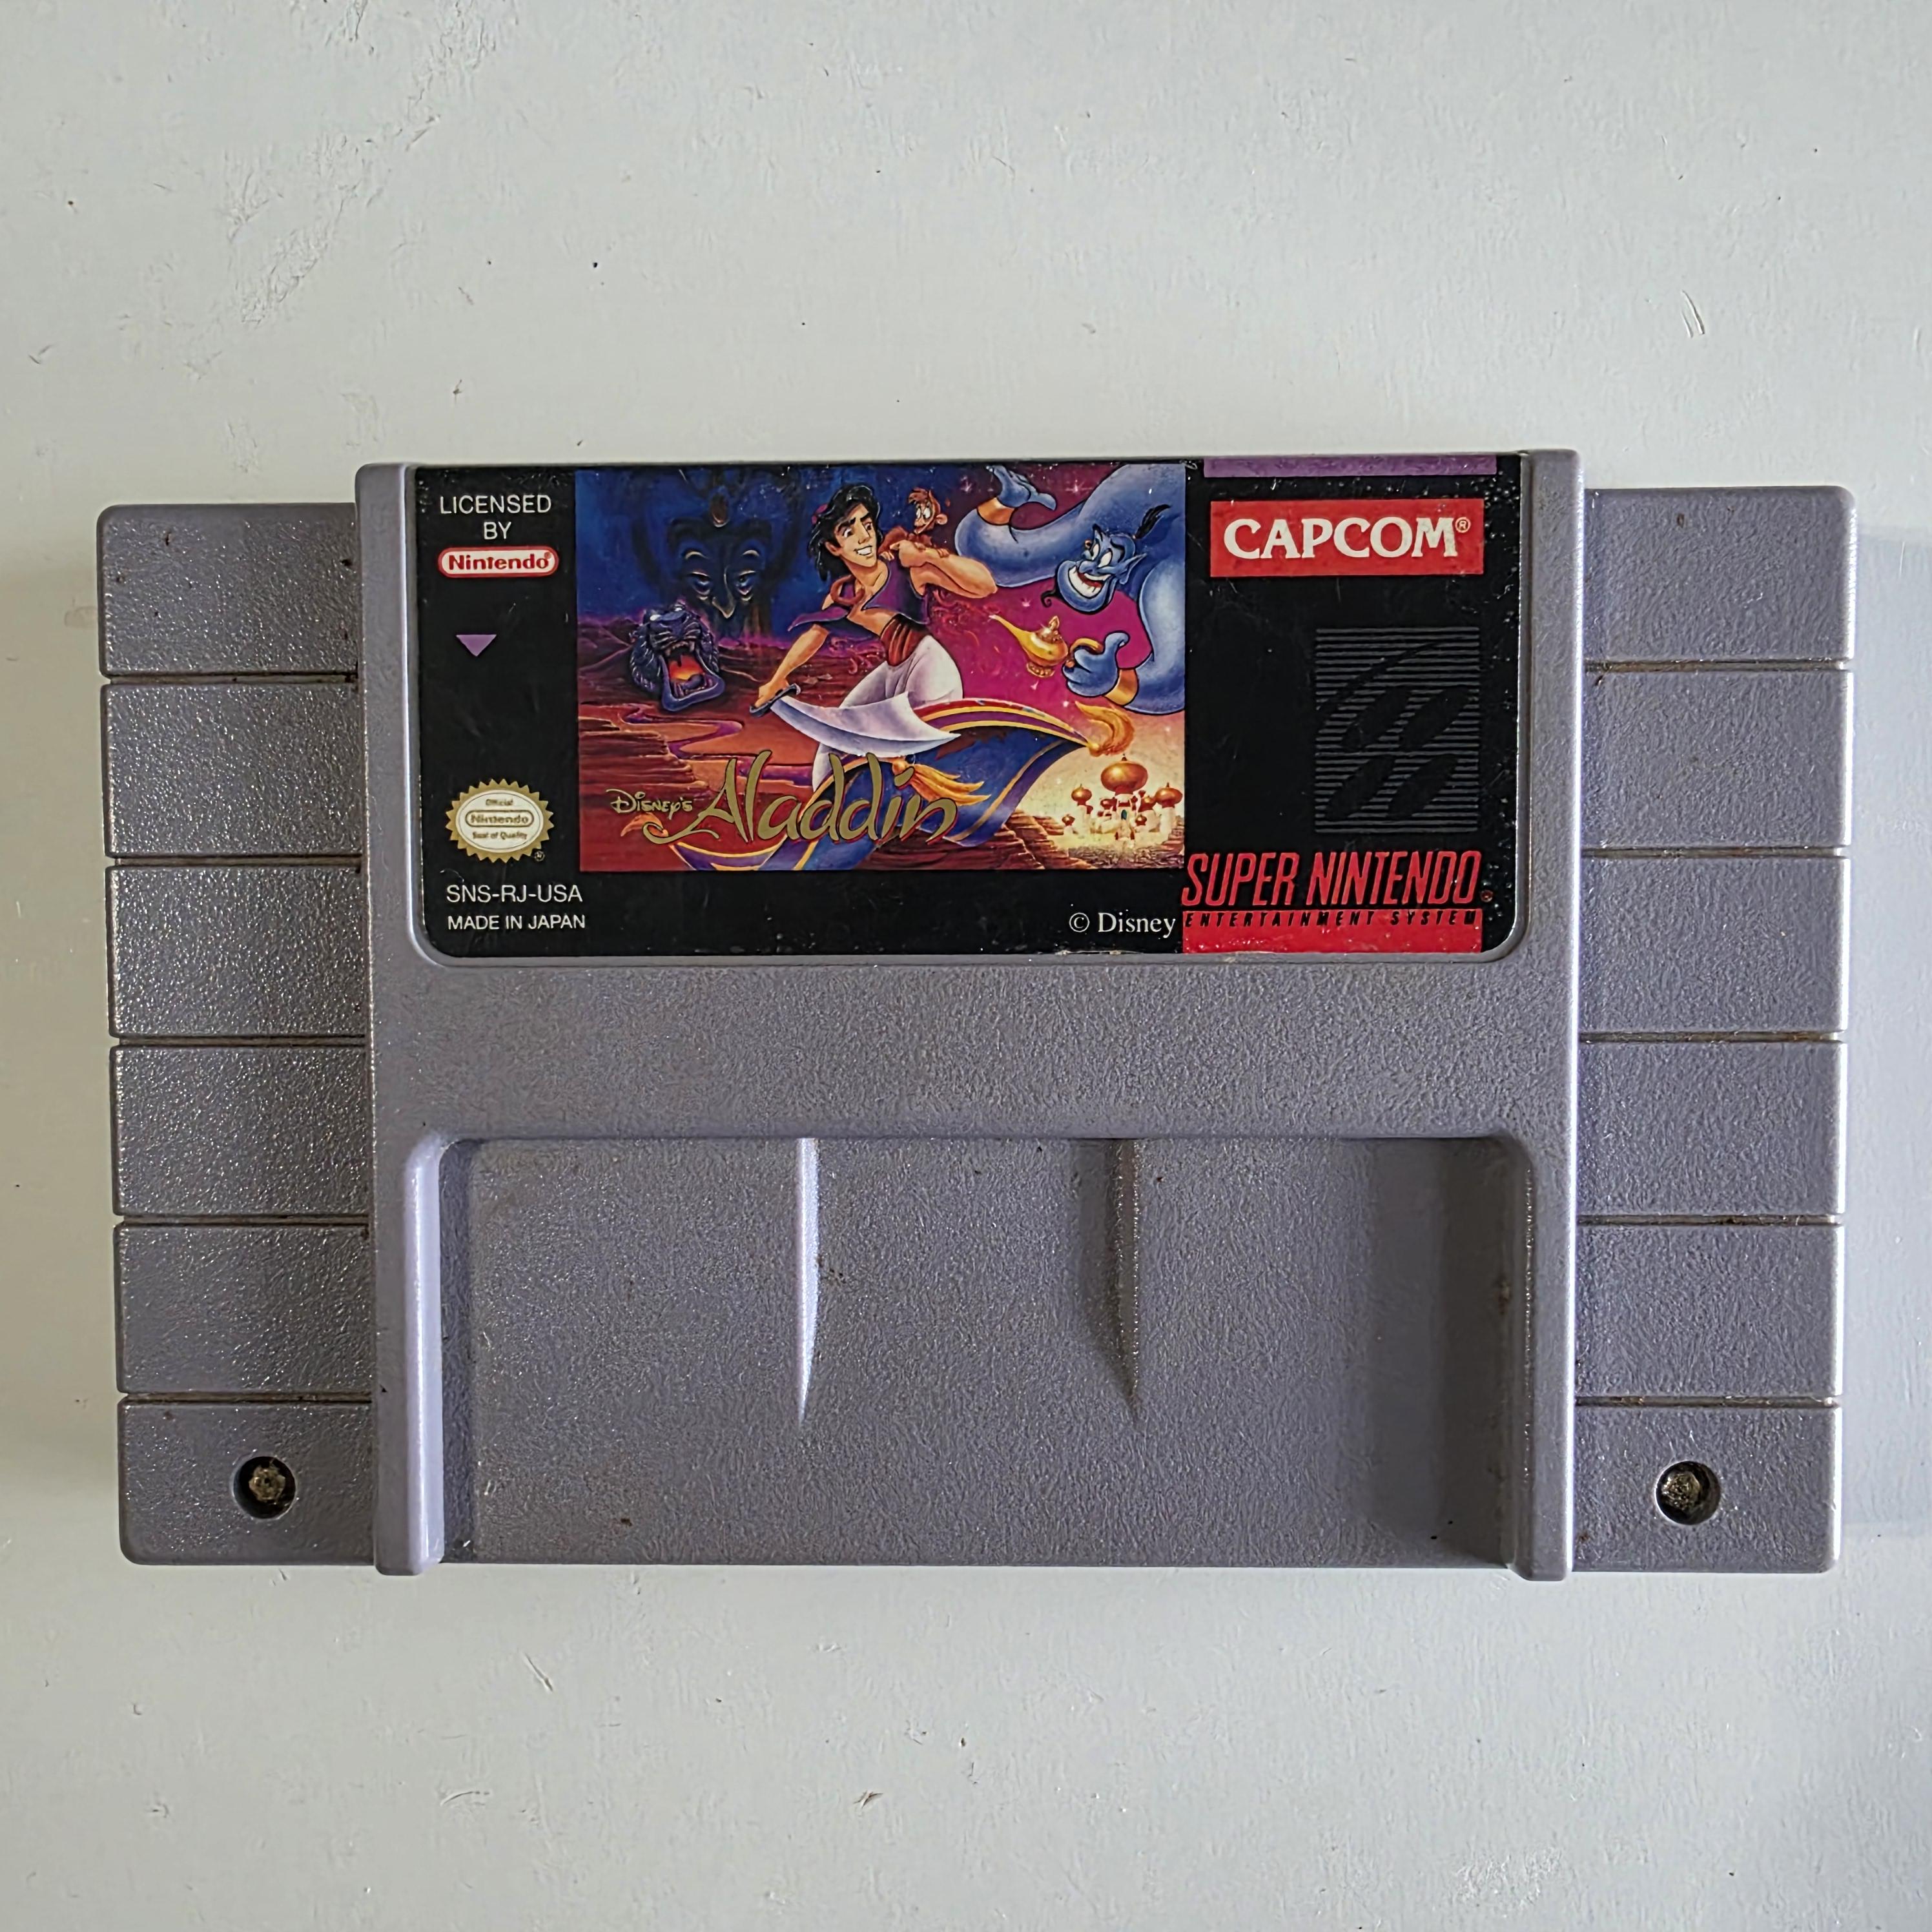 LICENSED
BY
Nintendo®
CAPCOM®
Disney's Aladdin
Official
Nintendo
Seal of Quality
®
SNS-RJ-USA
MADE IN JAPAN
© Disney
SUPER NINTENDO®
ENTERTAINMENT SYSTEM